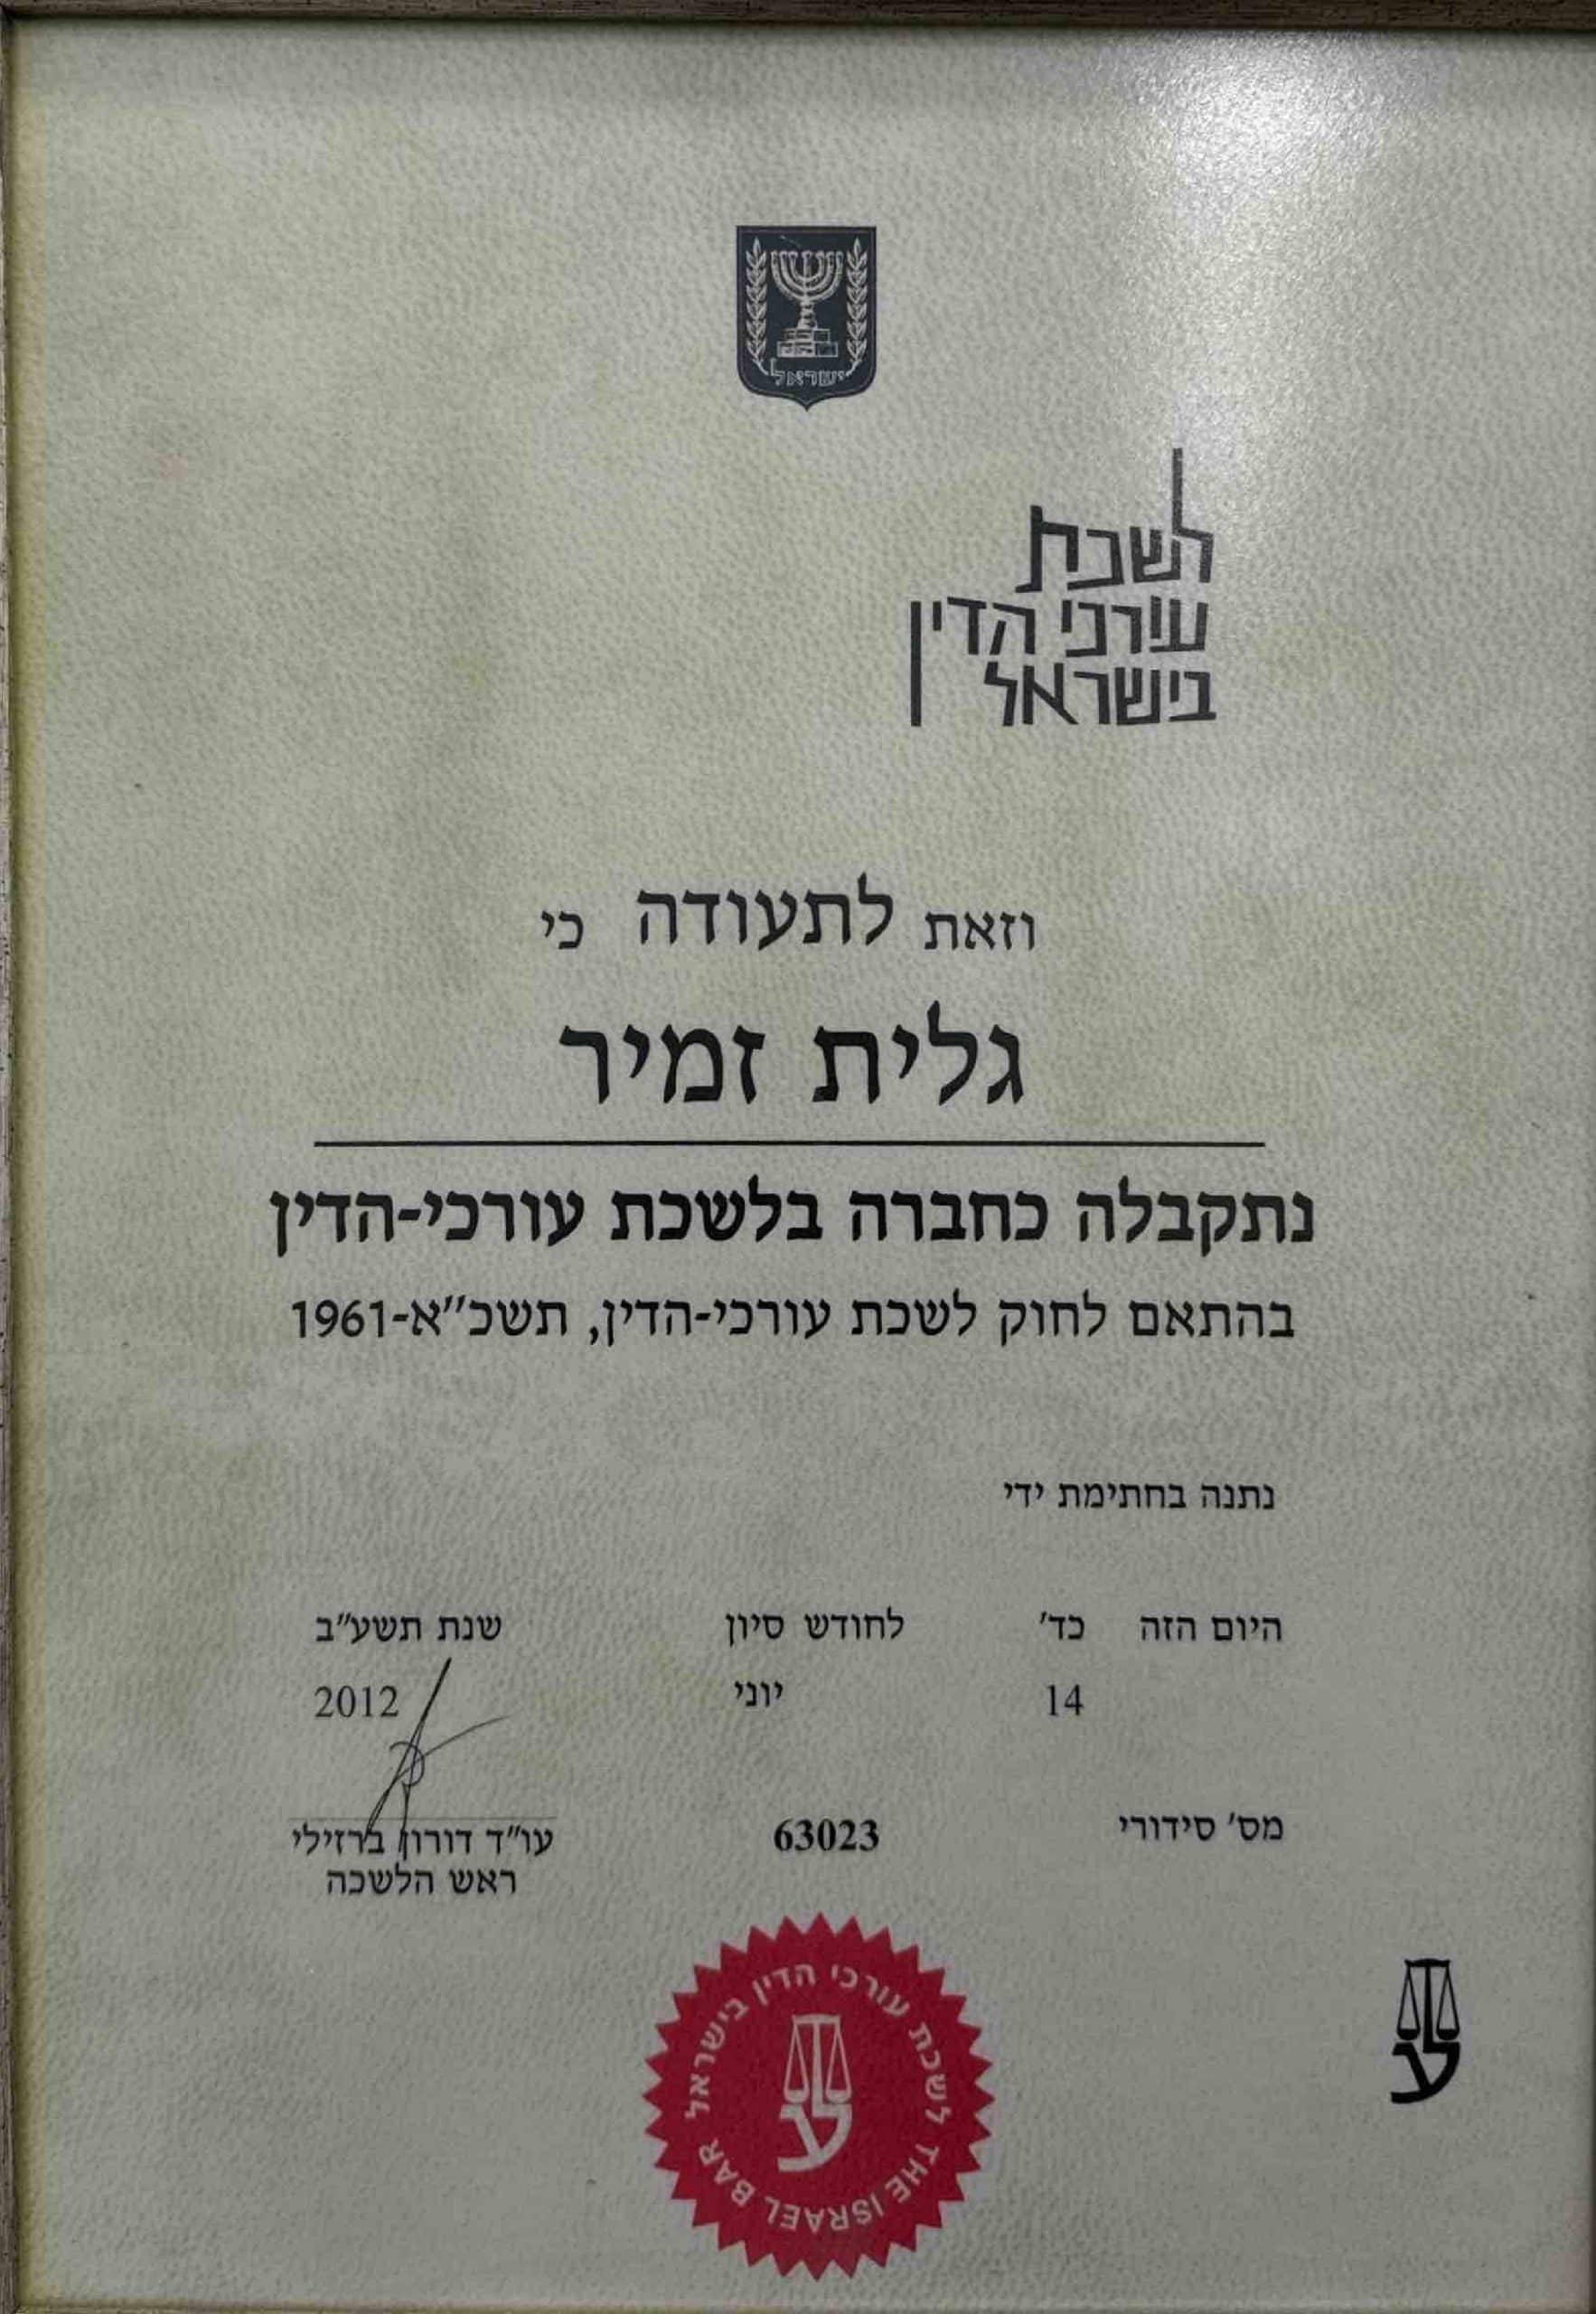 ישראל
לשכת
עורכי הדין
בישראל
וזאת לתעודה כי
גלית זמיר
נתקבלה כחברה בלשכת עורכי-הדין
בהתאם לחוק לשכת עורכי-הדין, תשכ"א-1961
נתנה בחתימת ידי
היום הזה כד' לחודש סיון שנת תשע"ב
14 יוני 2012
מס' סידורי 63023 עו"ד דורון ברזילי
ראש הלשכה
לשכת עורכי הדין בישראל
THE ISRAEL BAR